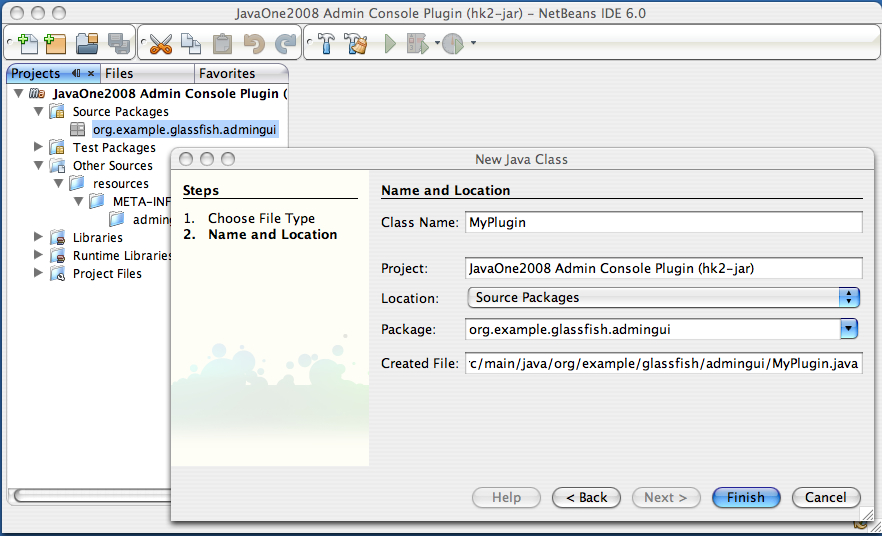 JavaOne2008 Admin Console Plugin (hk2-jar) – NetBeans IDE 6.0
Projects Files Favorites
JavaOne2008 Admin Console Plugin (
Source Packages
org.example.glassfish.admingui
Test Packages
Other Sources
resources
META-INF
adming
Libraries
Runtime Libraries
Project Files
New Java Class
Steps
1. Choose File Type
2. Name and Location
Name and Location
Class Name: MyPlugin
Project: JavaOne2008 Admin Console Plugin (hk2-jar)
Location: Source Packages
Package: org.example.glassfish.admingui
Created File: c/main/java/org/example/glassfish/admingui/MyPlugin.java
Help < Back Next > Finish Cancel